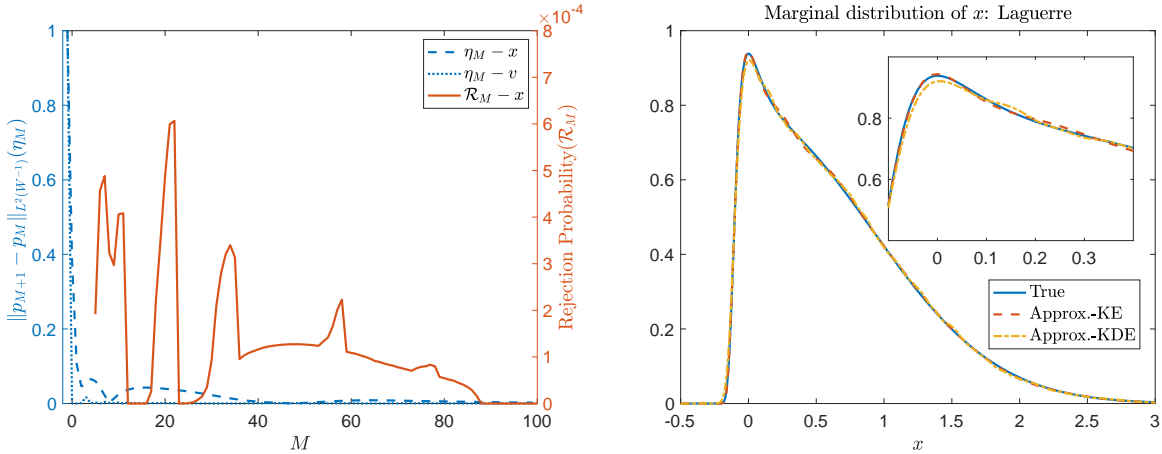 ×10⁻⁴
1
0.8
0.6
0.4
0.2
0
||p_{M+1} − p_M||_{L²(W⁻¹)}(η_M)
η_M − x
η_M − v
R_M − x
8
7
6
5
4
3
2
1
0
Rejection Probability(R_M)
0 20 40 60 80 100
M
Marginal distribution of x: Laguerre
1
0.8
0.6
0.4
0.2
0
0.8
0.6
0 0.1 0.2 0.3
True
Approx.-KE
Approx.-KDE
-0.5 0 0.5 1 1.5 2 2.5 3
x